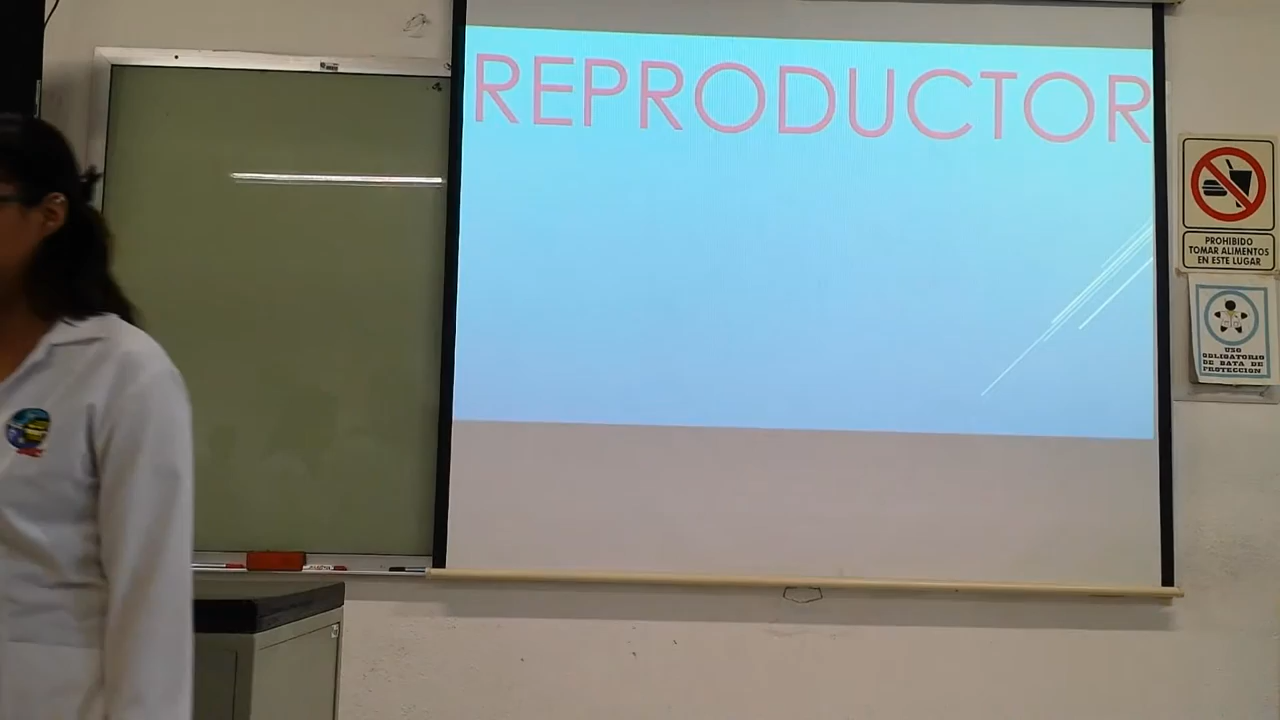 REPRODUCTOR
PROHIBIDO
TOMAR ALIMENTOS
EN ESTE LUGAR
USO
OBLIGATORIO
DE BATA DE
PROTECCION